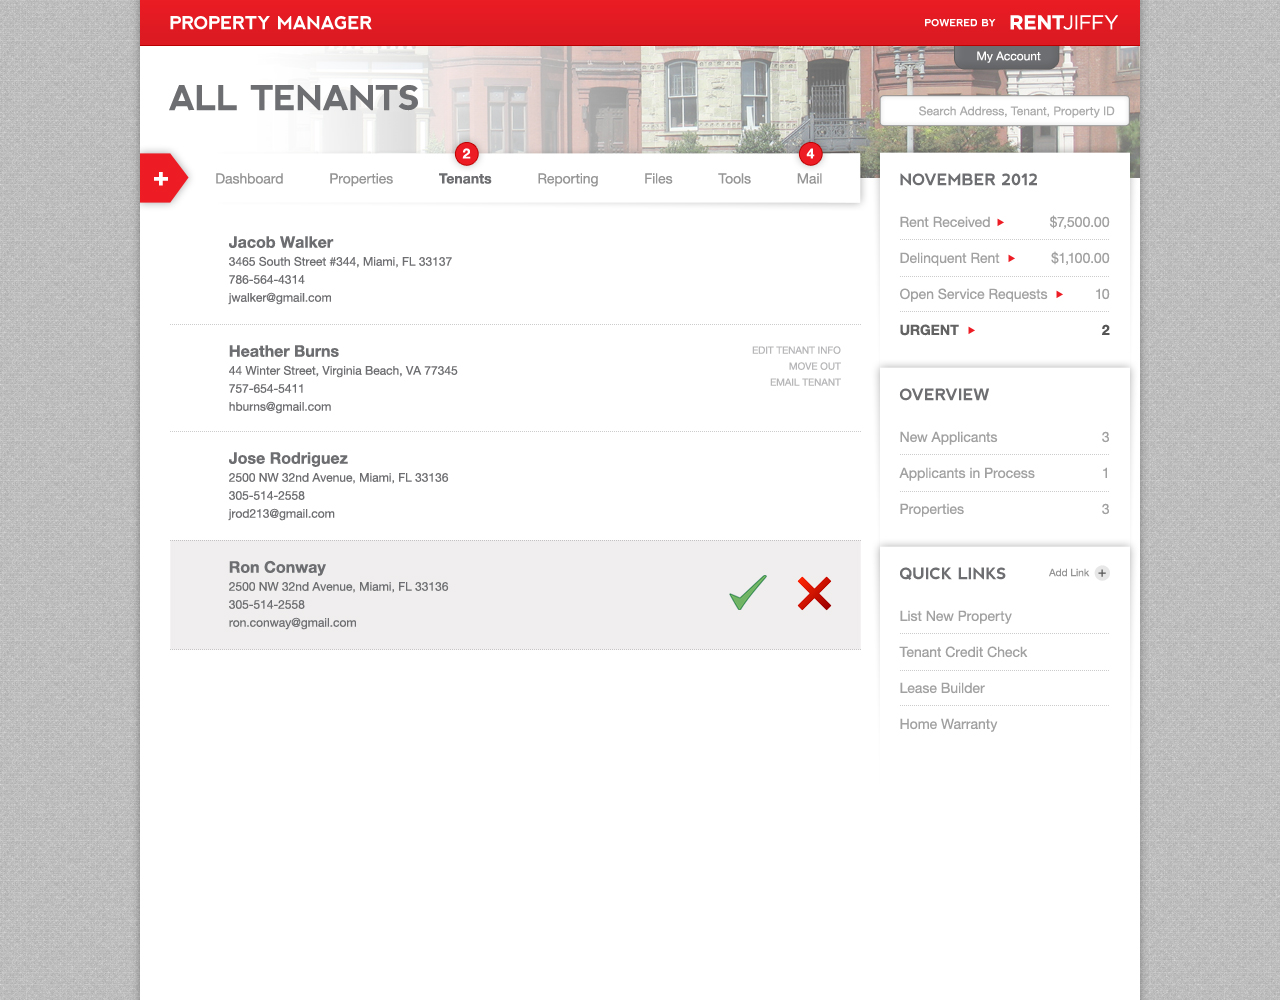 PROPERTY MANAGER
POWERED BY RENTJIFFY
My Account
ALL TENANTS
Search Address, Tenant, Property ID
2
4
+
Dashboard Properties Tenants Reporting Files Tools Mail
Jacob Walker
3465 South Street #344, Miami, FL 33137
786-564-4314
jwalker@gmail.com
Heather Burns
44 Winter Street, Virginia Beach, VA 77345
757-654-5411
hburns@gmail.com
EDIT TENANT INFO
MOVE OUT
EMAIL TENANT
Jose Rodriguez
2500 NW 32nd Avenue, Miami, FL 33136
305-514-2558
jrod213@gmail.com
Ron Conway
2500 NW 32nd Avenue, Miami, FL 33136
305-514-2558
ron.conway@gmail.com
NOVEMBER 2012
Rent Received $7,500.00
Delinquent Rent $1,100.00
Open Service Requests 10
URGENT 2
OVERVIEW
New Applicants 3
Applicants in Process 1
Properties 3
QUICK LINKS
Add Link +
List New Property
Tenant Credit Check
Lease Builder
Home Warranty